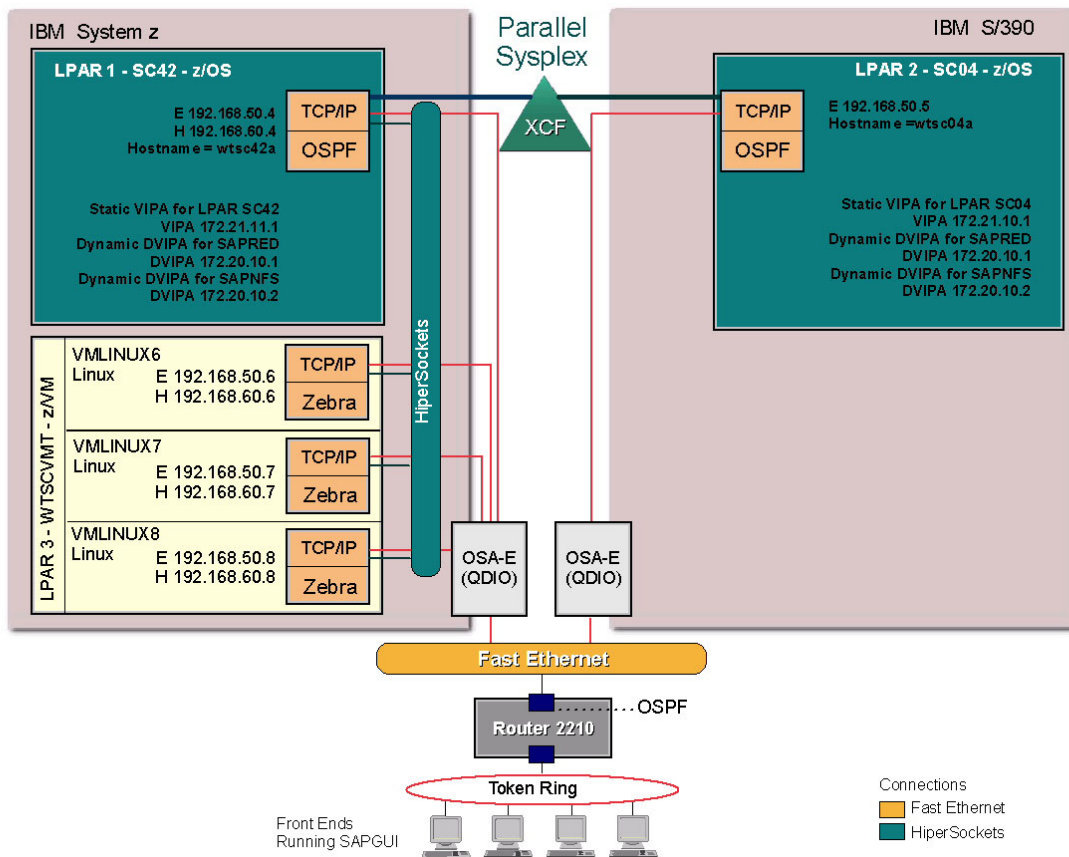 IBM System z
Parallel
Sysplex
IBM S/390
LPAR 1 - SC42 - z/OS
E 192.168.50.4
H 192.168.60.4
Hostname = wtsc42a
TCP/IP
OSPF
Static VIPA for LPAR SC42
VIPA 172.21.11.1
Dynamic DVIPA for SAPRED
DVIPA 172.20.10.1
Dynamic DVIPA for SAPNFS
DVIPA 172.20.10.2
XCF
LPAR 2 - SC04 - z/OS
TCP/IP
OSPF
E 192.168.50.5
Hostname =wtsc04a
Static VIPA for LPAR SC04
VIPA 172.21.10.1
Dynamic DVIPA for SAPRED
DVIPA 172.20.10.1
Dynamic DVIPA for SAPNFS
DVIPA 172.20.10.2
HiperSockets
LPAR 3 - WTSCVMT - z/VM
VMLINUX6
Linux
E 192.168.50.6
H 192.168.60.6
TCP/IP
Zebra
VMLINUX7
Linux
E 192.168.50.7
H 192.168.60.7
TCP/IP
Zebra
VMLINUX8
Linux
E 192.168.50.8
H 192.168.60.8
TCP/IP
Zebra
OSA-E
(QDIO)
OSA-E
(QDIO)
Fast Ethernet
OSPF
Router 2210
Token Ring
Front Ends
Running SAPGUI
Connections
Fast Ethernet
HiperSockets